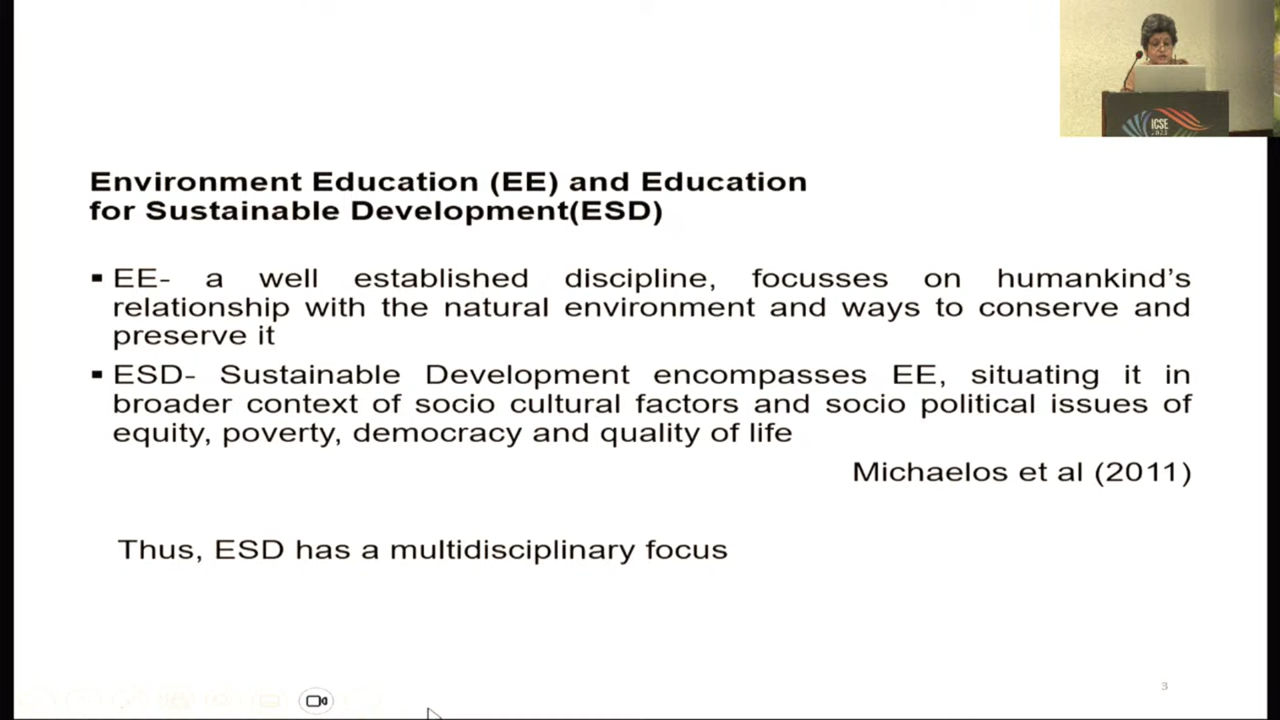 ICSE
Environment Education (EE) and Education
for Sustainable Development(ESD)
▪ EE- a well established discipline, focusses on humankind's
relationship with the natural environment and ways to conserve and
preserve it
▪ ESD- Sustainable Development encompasses EE, situating it in
broader context of socio cultural factors and socio political issues of
equity, poverty, democracy and quality of life
Michaelos et al (2011)
Thus, ESD has a multidisciplinary focus
3